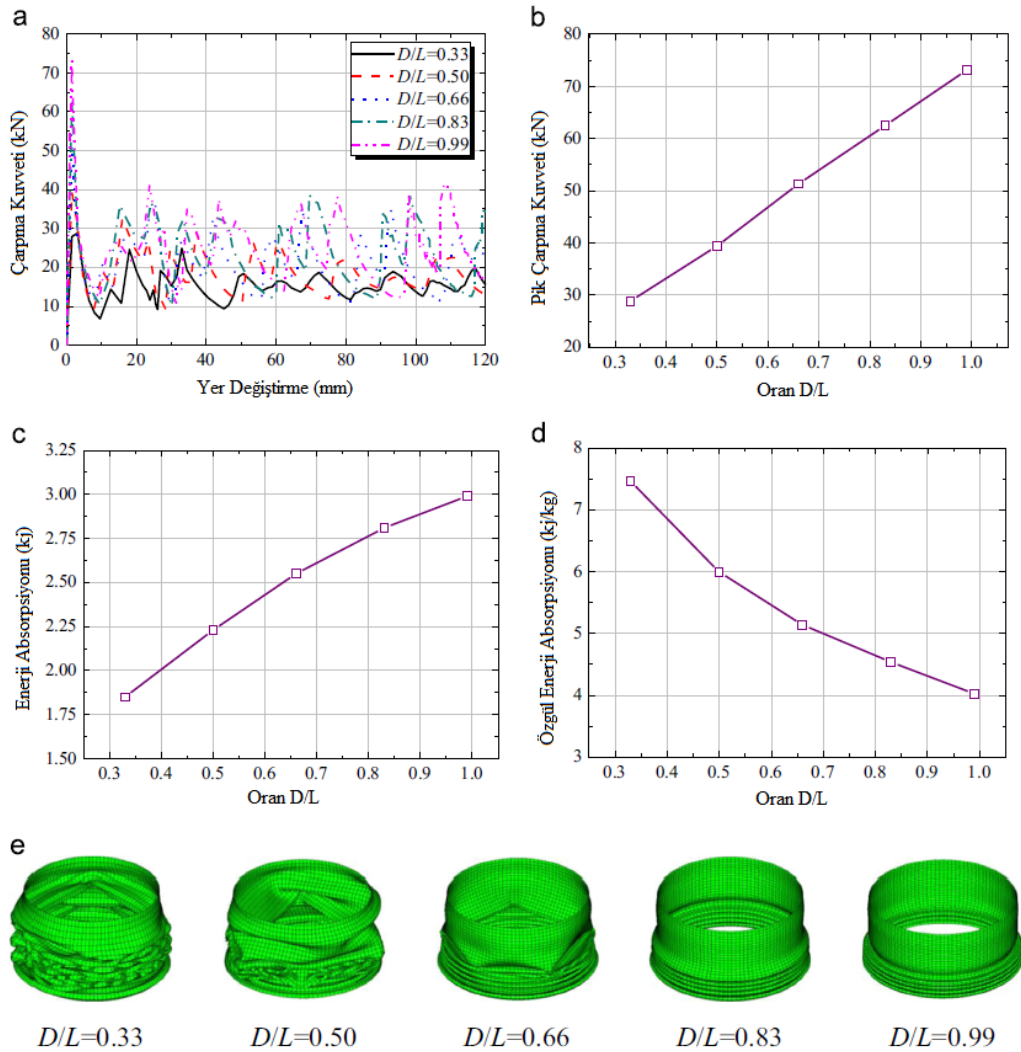 a
80
70
60
50
40
30
20
10
0
Çarpma Kuvveti (kN)
D/L=0.33
D/L=0.50
D/L=0.66
D/L=0.83
D/L=0.99
0 20 40 60 80 100 120
Yer Değiştirme (mm)
b
80
70
60
50
40
30
20
Pik Çarpma Kuvveti (kN)
0.3 0.4 0.5 0.6 0.7 0.8 0.9 1.0
Oran D/L
c
3.25
3.00
2.75
2.50
2.25
2.00
1.75
1.50
Enerji Absorpsiyonu (kj)
0.3 0.4 0.5 0.6 0.7 0.8 0.9 1.0
Oran D/L
d
8
7
6
5
4
3
Özgül Enerji Absorpsiyonu (kj/kg)
0.3 0.4 0.5 0.6 0.7 0.8 0.9 1.0
Oran D/L
e
D/L=0.33 D/L=0.50 D/L=0.66 D/L=0.83 D/L=0.99